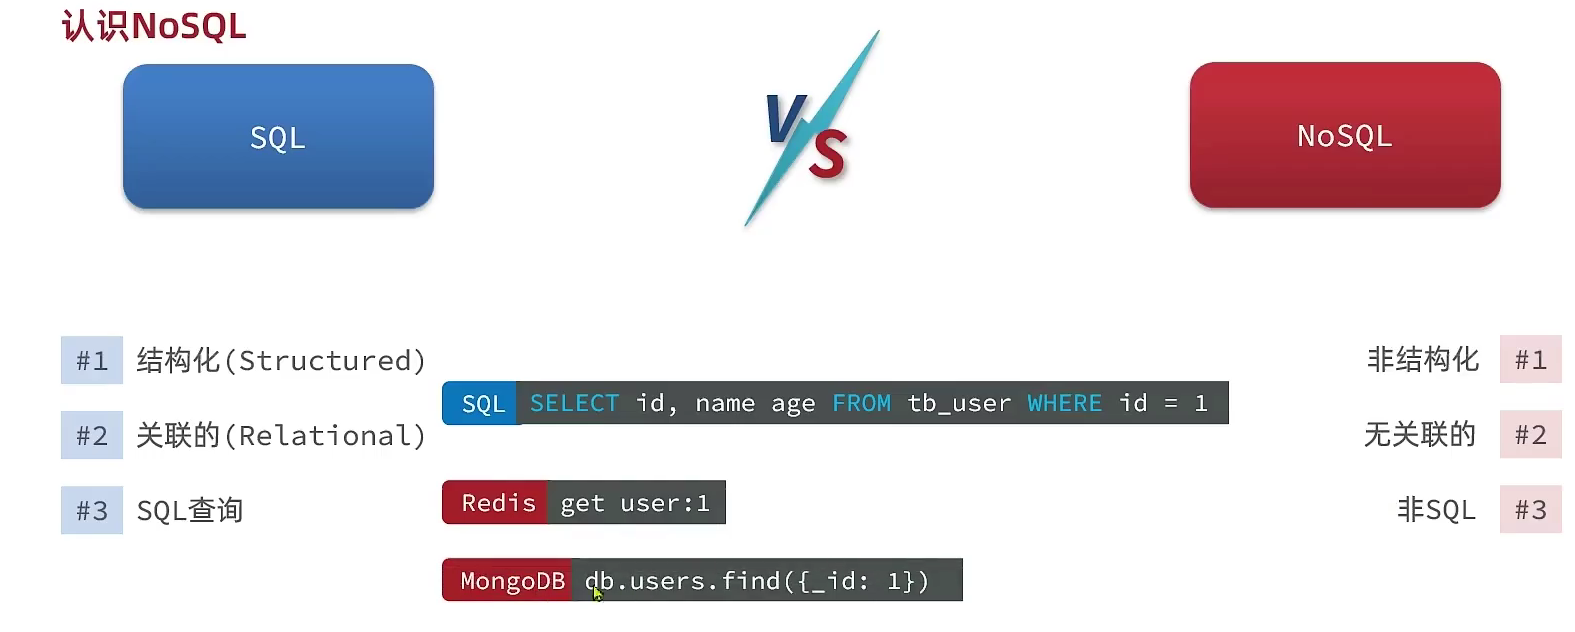 认识NoSQL
SQL
VS
NoSQL
#1 结构化(Structured)
#2 关联的(Relational)
#3 SQL查询
SQL SELECT id, name age FROM tb_user WHERE id = 1
Redis get user:1
MongoDB db.users.find({_id: 1})
非结构化 #1
无关联的 #2
非SQL #3